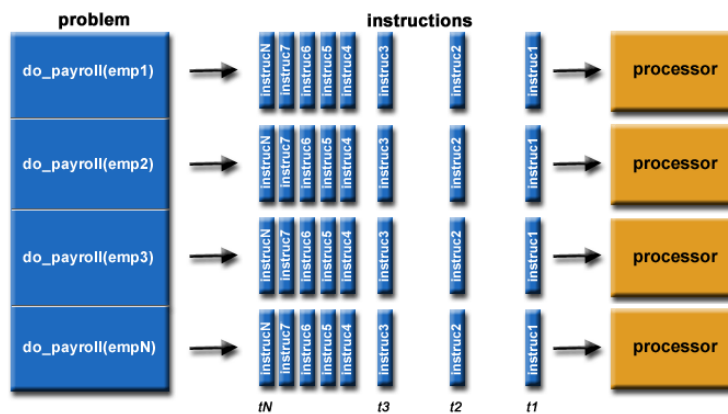 problem instructions
do_payroll(emp1) instrucN instruc7 instruc6 instruc5 instruc4 instruc3 instruc2 instruc1 processor
do_payroll(emp2) instrucN instruc7 instruc6 instruc5 instruc4 instruc3 instruc2 instruc1 processor
do_payroll(emp3) instrucN instruc7 instruc6 instruc5 instruc4 instruc3 instruc2 instruc1 processor
do_payroll(empN) instrucN instruc7 instruc6 instruc5 instruc4 instruc3 instruc2 instruc1 processor
tN t3 t2 t1